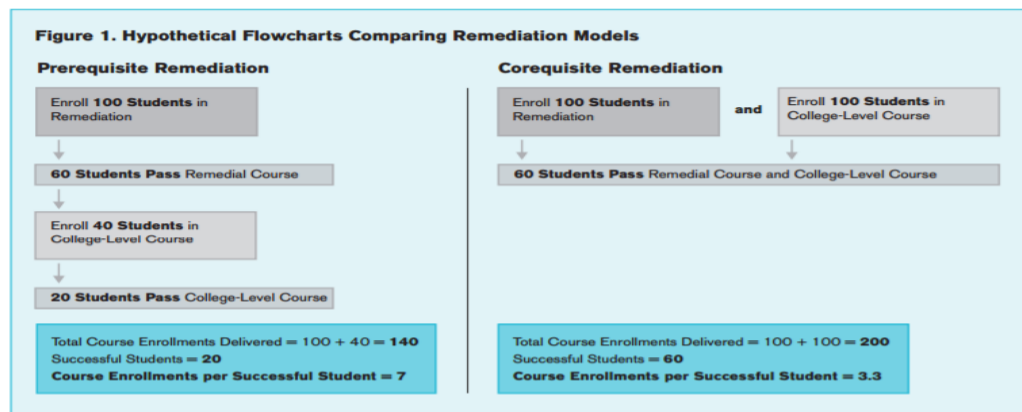 Figure 1. Hypothetical Flowcharts Comparing Remediation Models
Prerequisite Remediation
Enroll 100 Students in
Remediation
60 Students Pass Remedial Course
Enroll 40 Students in
College-Level Course
20 Students Pass College-Level Course
Total Course Enrollments Delivered = 100 + 40 = 140
Successful Students = 20
Course Enrollments per Successful Student = 7
Corequisite Remediation
Enroll 100 Students in
Remediation
and
Enroll 100 Students in
College-Level Course
60 Students Pass Remedial Course and College-Level Course
Total Course Enrollments Delivered = 100 + 100 = 200
Successful Students = 60
Course Enrollments per Successful Student = 3.3